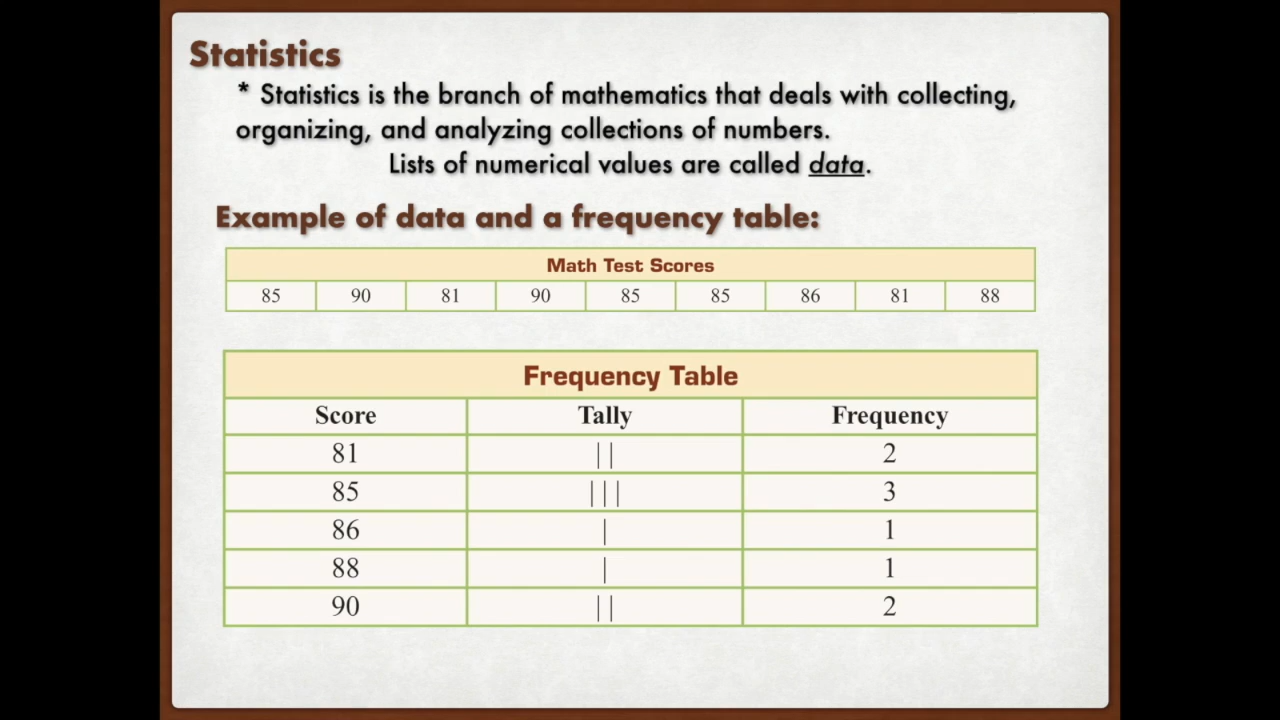 Statistics
* Statistics is the branch of mathematics that deals with collecting,
organizing, and analyzing collections of numbers.
Lists of numerical values are called data.
Example of data and a frequency table:
Math Test Scores
85 90 81 90 85 85 86 81 88
Frequency Table
Score Tally Frequency
81 || 2
85 ||| 3
86 | 1
88 | 1
90 || 2